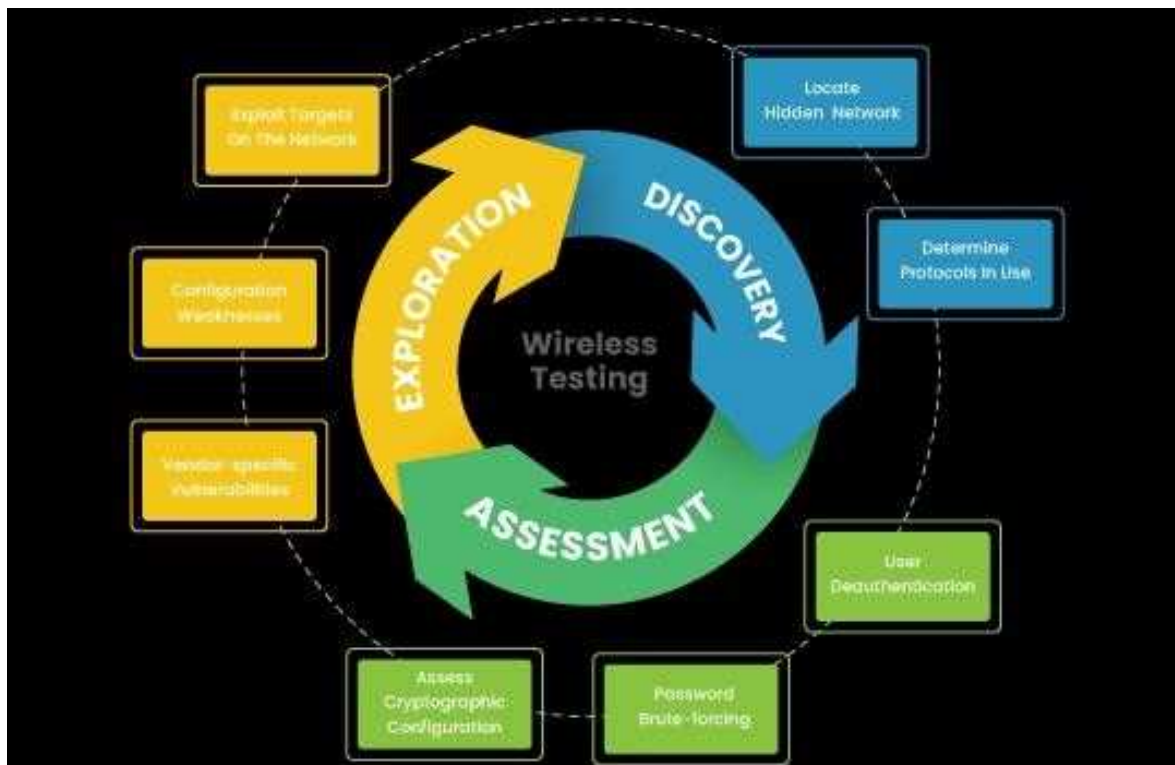 Locate
Hidden Network
Determine
Protocols In Use
User
Deauthentication
Password
Brute-forcing
Assess
Cryptographic
Configuration
Vendor-specific
Vulnerabilities
Configuration
Weaknesses
Exploit Targets
On The Network
DISCOVERY
ASSESSMENT
EXPLORATION
Wireless
Testing